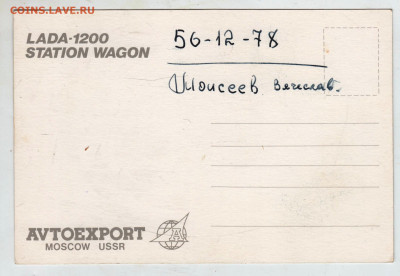 COINS.LAVE.RU
LADA-1200
STATION WAGON
56-12-78
Моисеев Вячеслав.
AVTOEXPORT
MOSCOW USSR